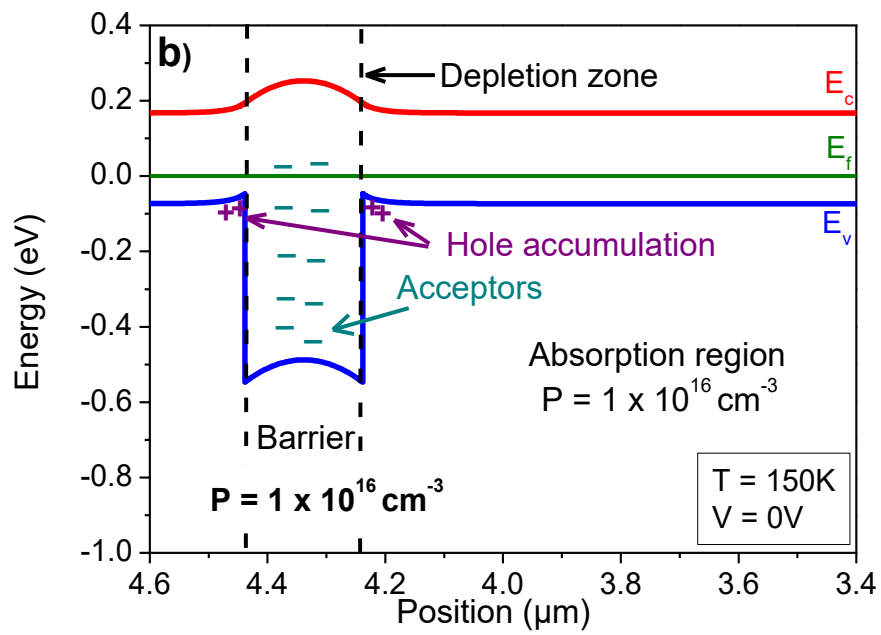 b)
Depletion zone
E_c
E_f
E_v
Hole accumulation
Acceptors
Absorption region
P = 1 x 10^16 cm^-3
Barrier
P = 1 x 10^16 cm^-3
T = 150K
V = 0V
0.4
0.2
0.0
-0.2
-0.4
-0.6
-0.8
-1.0
Energy (eV)
4.6 4.4 4.2 4.0 3.8 3.6 3.4
Position (µm)